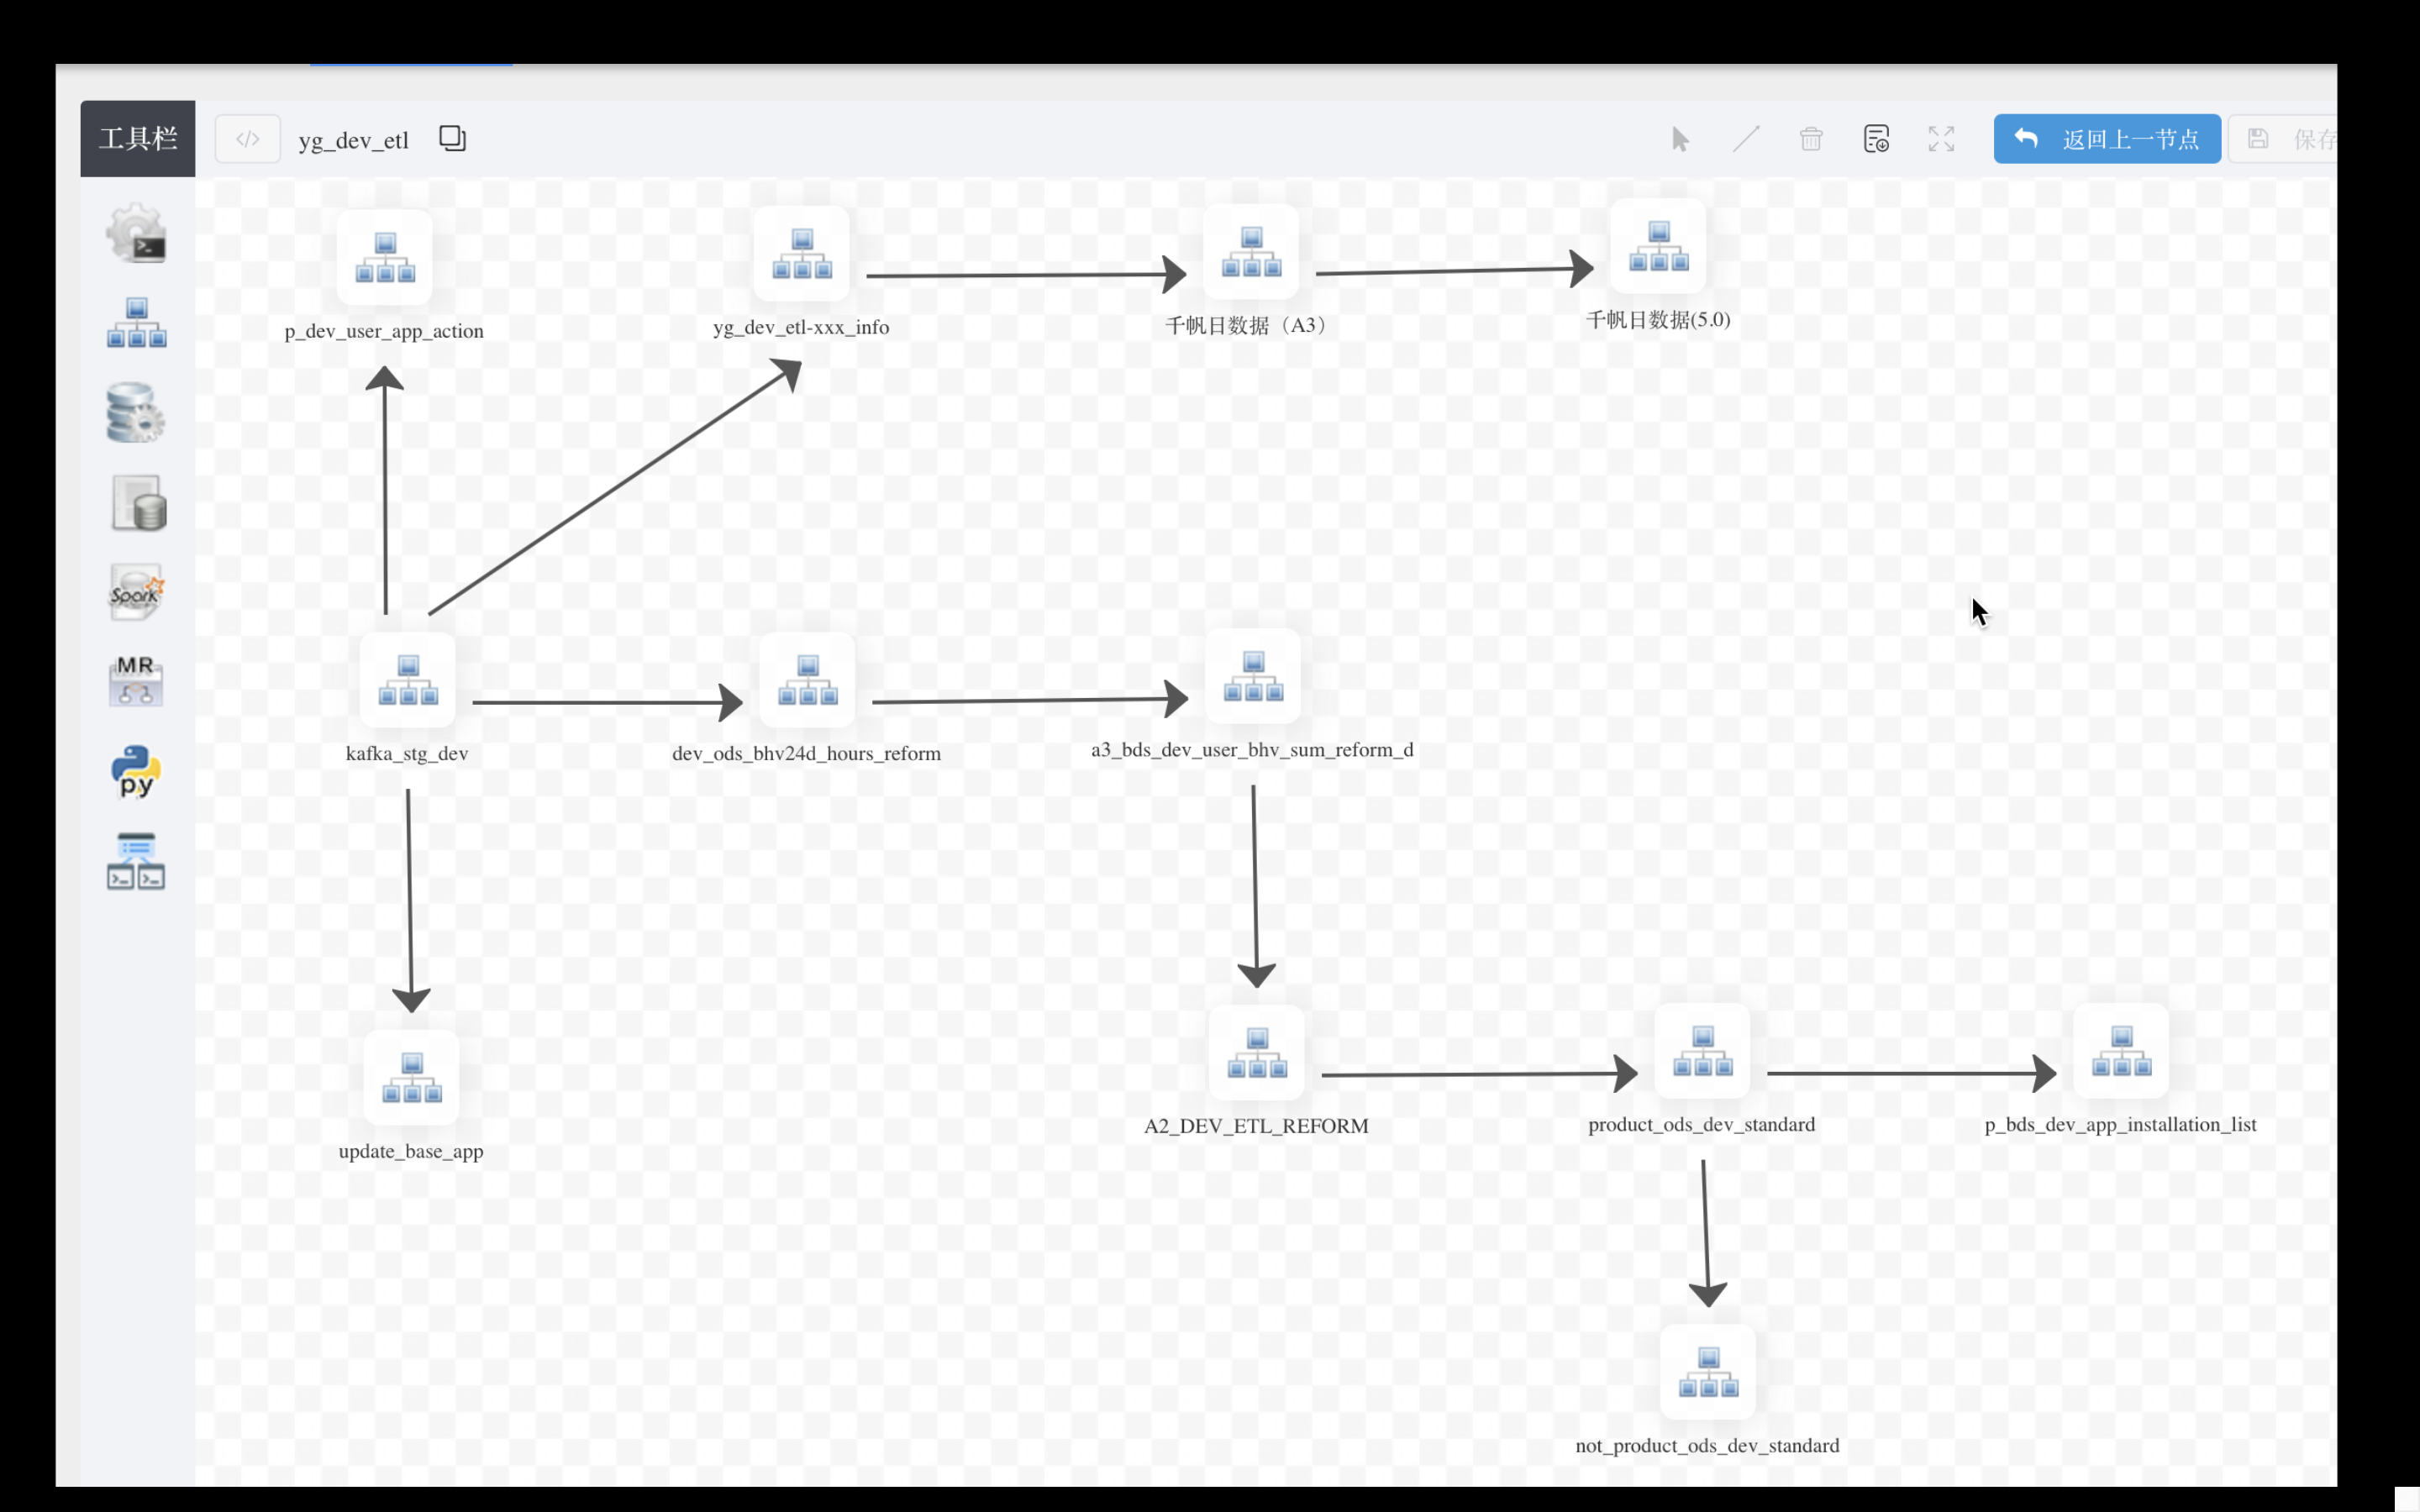 工具栏
yg_dev_etl
返回上一节点
保存
p_dev_user_app_action
yg_dev_etl-xxx_info
千帆日数据（A3）
千帆日数据(5.0)
Spark
MR
py
kafka_stg_dev
dev_ods_bhv24d_hours_reform
a3_bds_dev_user_bhv_sum_reform_d
update_base_app
A2_DEV_ETL_REFORM
product_ods_dev_standard
p_bds_dev_app_installation_list
not_product_ods_dev_standard